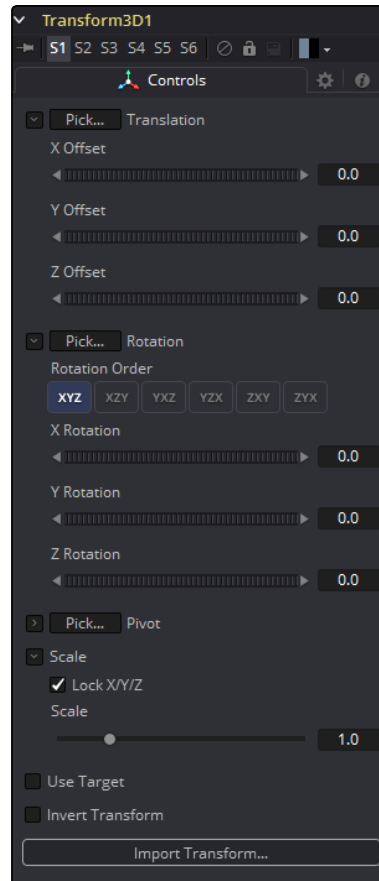 Transform3D1
S1 S2 S3 S4 S5 S6
Controls
Pick... Translation
X Offset
0.0
Y Offset
0.0
Z Offset
0.0
Pick... Rotation
Rotation Order
XYZ XZY YXZ YZX ZXY ZYX
X Rotation
0.0
Y Rotation
0.0
Z Rotation
0.0
Pick... Pivot
Scale
Lock X/Y/Z
Scale
1.0
Use Target
Invert Transform
Import Transform...